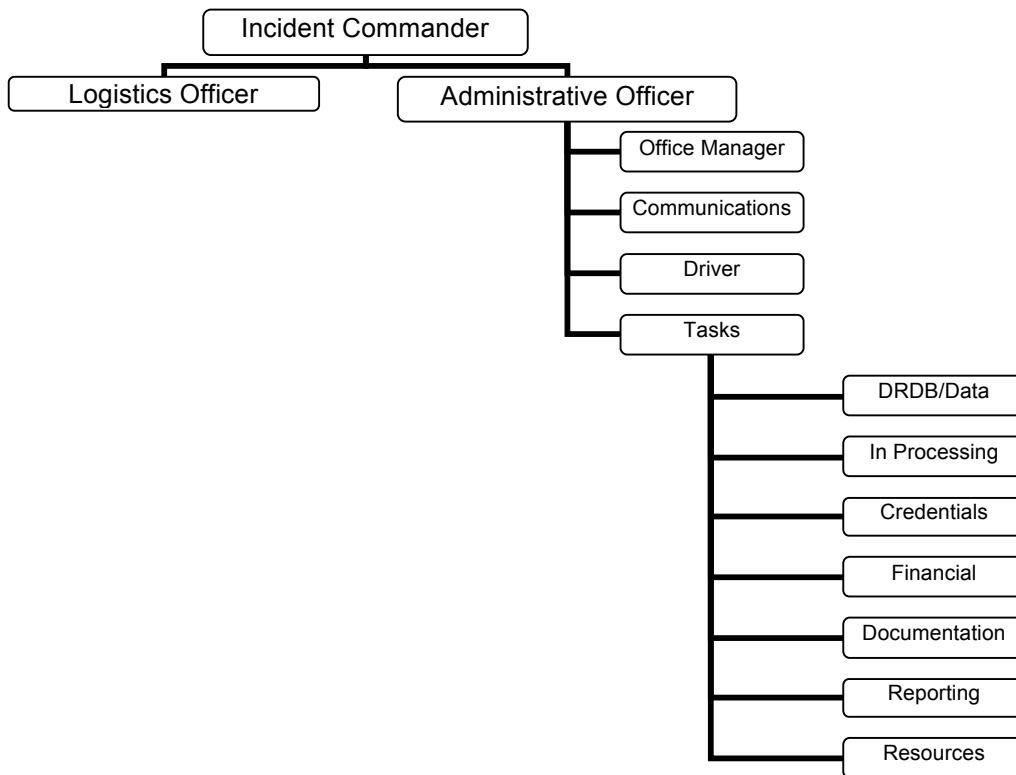 Incident Commander
Logistics Officer
Administrative Officer
Office Manager
Communications
Driver
Tasks
DRDB/Data
In Processing
Credentials
Financial
Documentation
Reporting
Resources